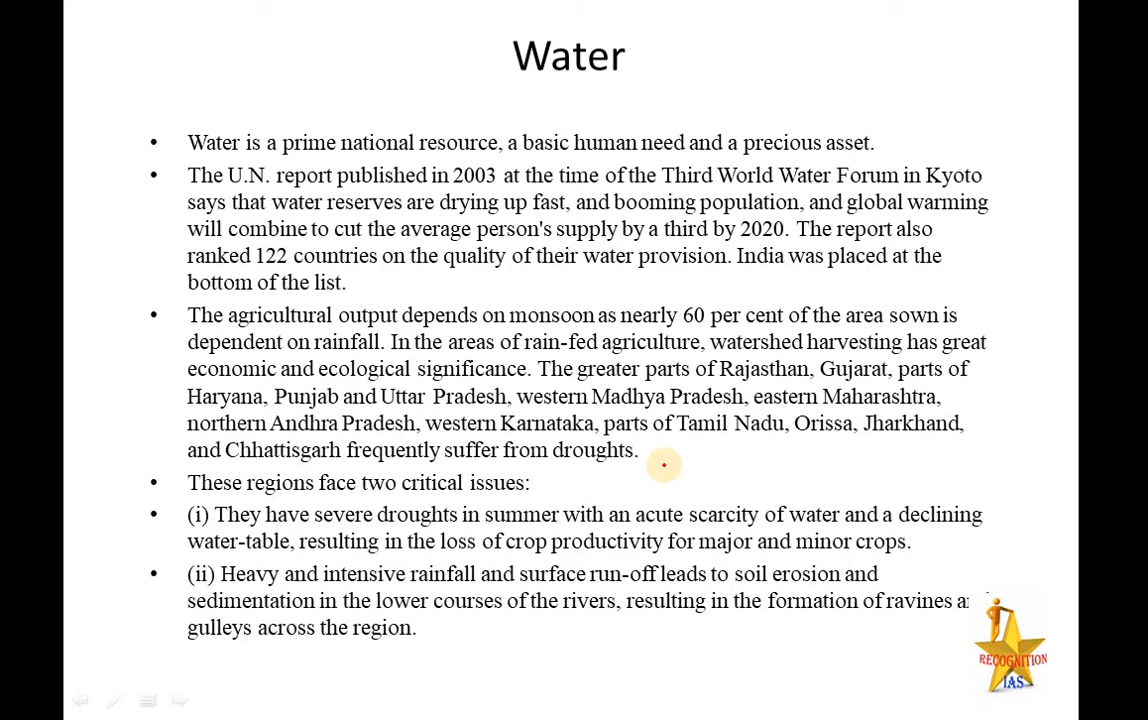 Water
• Water is a prime national resource, a basic human need and a precious asset.
• The U.N. report published in 2003 at the time of the Third World Water Forum in Kyoto
says that water reserves are drying up fast, and booming population, and global warming
will combine to cut the average person's supply by a third by 2020. The report also
ranked 122 countries on the quality of their water provision. India was placed at the
bottom of the list.
• The agricultural output depends on monsoon as nearly 60 per cent of the area sown is
dependent on rainfall. In the areas of rain-fed agriculture, watershed harvesting has great
economic and ecological significance. The greater parts of Rajasthan, Gujarat, parts of
Haryana, Punjab and Uttar Pradesh, western Madhya Pradesh, eastern Maharashtra,
northern Andhra Pradesh, western Karnataka, parts of Tamil Nadu, Orissa, Jharkhand,
and Chhattisgarh frequently suffer from droughts.
• These regions face two critical issues:
• (i) They have severe droughts in summer with an acute scarcity of water and a declining
water-table, resulting in the loss of crop productivity for major and minor crops.
• (ii) Heavy and intensive rainfall and surface run-off leads to soil erosion and
sedimentation in the lower courses of the rivers, resulting in the formation of ravines
gulleys across the region.
RECOGNITION
IAS